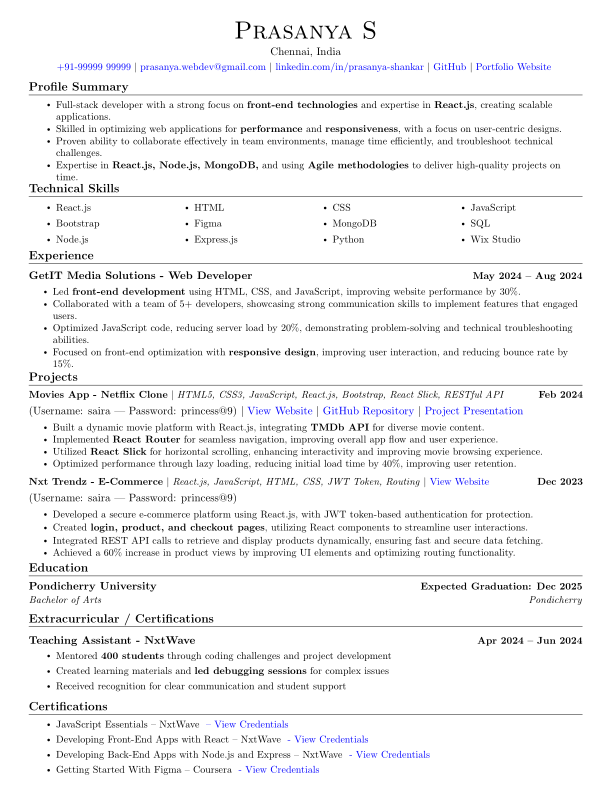 PRASANYA S
Chennai, India
+91-99999 99999 | prasanya.webdev@gmail.com | linkedin.com/in/prasanya-shankar | GitHub | Portfolio Website
Profile Summary
• Full-stack developer with a strong focus on front-end technologies and expertise in React.js, creating scalable
applications.
• Skilled in optimizing web applications for performance and responsiveness, with a focus on user-centric designs.
• Proven ability to collaborate effectively in team environments, manage time efficiently, and troubleshoot technical
challenges.
• Expertise in React.js, Node.js, MongoDB, and using Agile methodologies to deliver high-quality projects on
time.
Technical Skills
• React.js • HTML • CSS • JavaScript
• Bootstrap • Figma • MongoDB • SQL
• Node.js • Express.js • Python • Wix Studio
Experience
GetIT Media Solutions - Web Developer May 2024 – Aug 2024
• Led front-end development using HTML, CSS, and JavaScript, improving website performance by 30%.
• Collaborated with a team of 5+ developers, showcasing strong communication skills to implement features that engaged
users.
• Optimized JavaScript code, reducing server load by 20%, demonstrating problem-solving and technical troubleshooting
abilities.
• Focused on front-end optimization with responsive design, improving user interaction, and reducing bounce rate by
15%.
Projects
Movies App - Netflix Clone | HTML5, CSS3, JavaScript, React.js, Bootstrap, React Slick, RESTful API Feb 2024
(Username: saira — Password: princess@9) | View Website | GitHub Repository | Project Presentation
• Built a dynamic movie platform with React.js, integrating TMDb API for diverse movie content.
• Implemented React Router for seamless navigation, improving overall app flow and user experience.
• Utilized React Slick for horizontal scrolling, enhancing interactivity and improving movie browsing experience.
• Optimized performance through lazy loading, reducing initial load time by 40%, improving user retention.
Nxt Trendz - E-Commerce | React.js, JavaScript, HTML, CSS, JWT Token, Routing | View Website Dec 2023
(Username: saira — Password: princess@9)
• Developed a secure e-commerce platform using React.js, with JWT token-based authentication for protection.
• Created login, product, and checkout pages, utilizing React components to streamline user interactions.
• Integrated REST API calls to retrieve and display products dynamically, ensuring fast and secure data fetching.
• Achieved a 60% increase in product views by improving UI elements and optimizing routing functionality.
Education
Pondicherry University Expected Graduation: Dec 2025
Bachelor of Arts Pondicherry
Extracurricular / Certifications
Teaching Assistant - NxtWave Apr 2024 – Jun 2024
• Mentored 400 students through coding challenges and project development
• Created learning materials and led debugging sessions for complex issues
• Received recognition for clear communication and student support
Certifications
• JavaScript Essentials – NxtWave – View Credentials
• Developing Front-End Apps with React – NxtWave - View Credentials
• Developing Back-End Apps with Node.js and Express – NxtWave - View Credentials
• Getting Started With Figma – Coursera - View Credentials